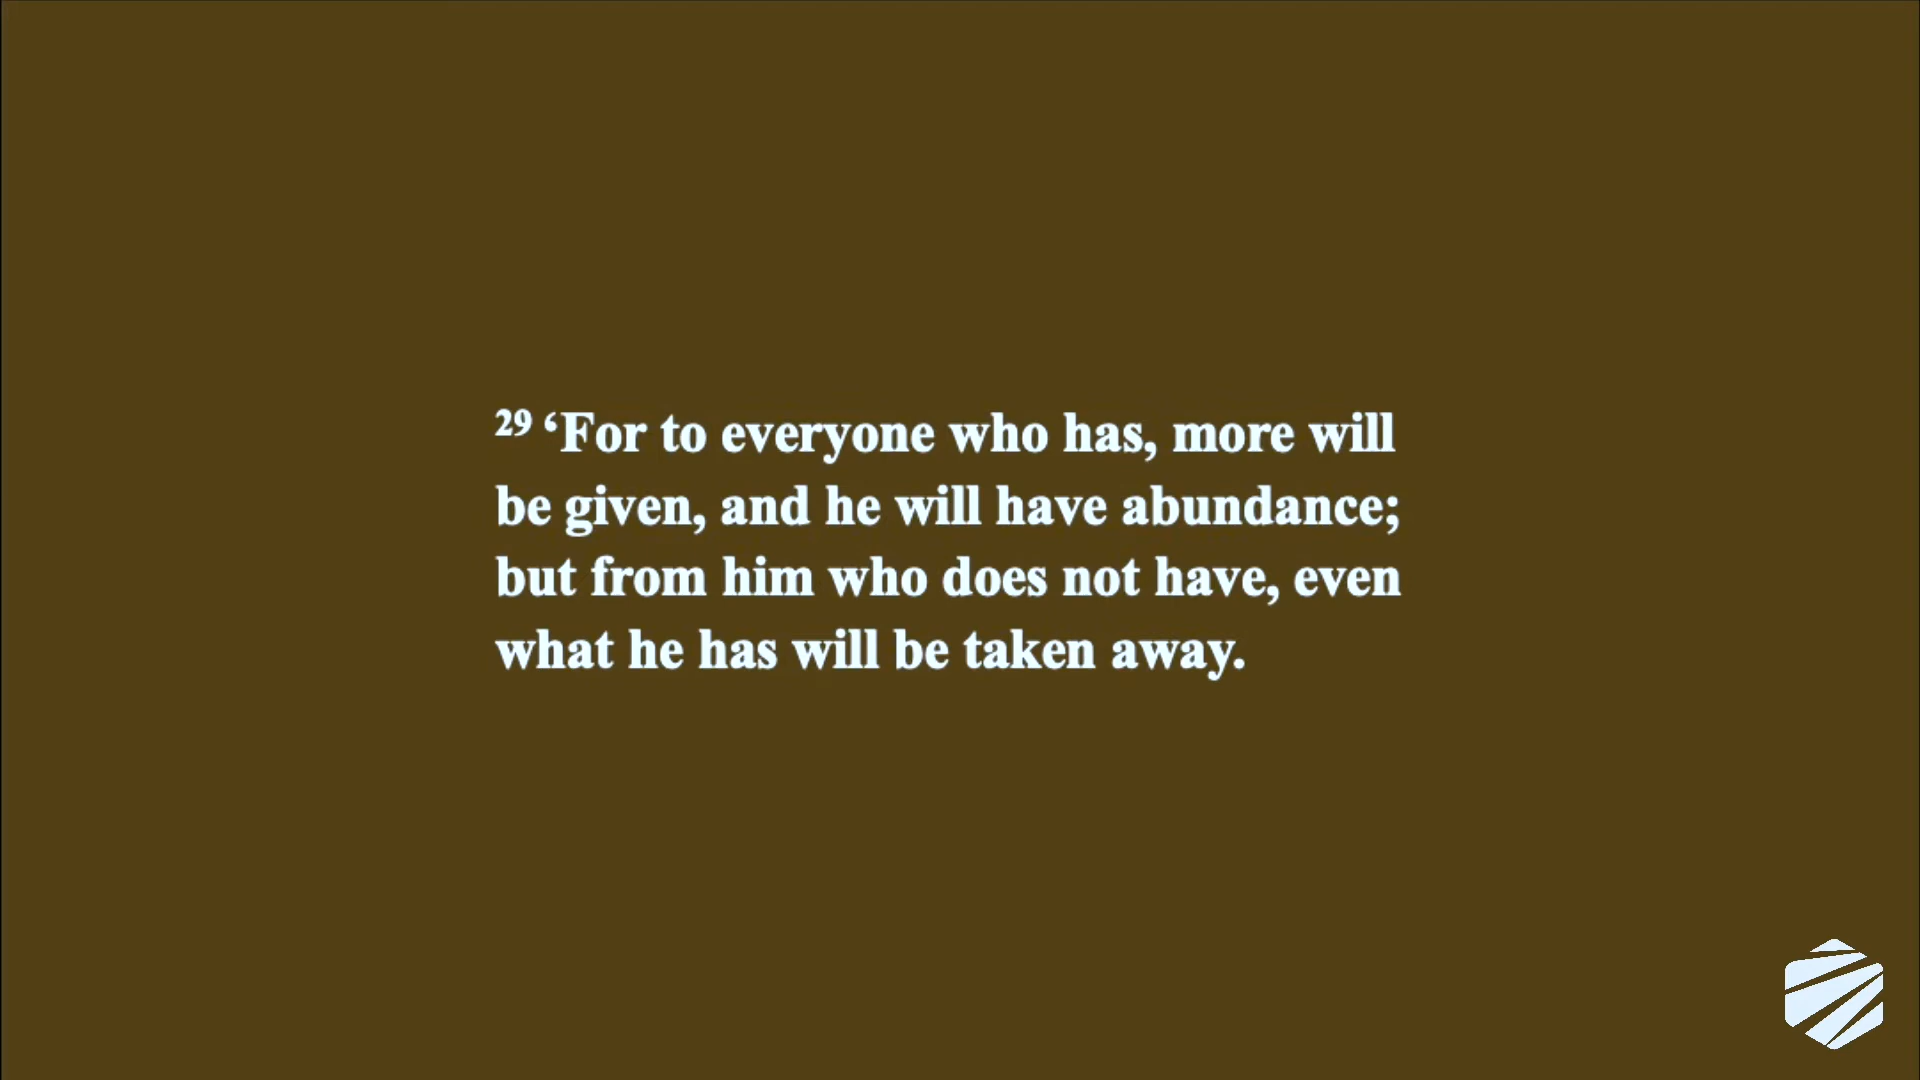 29 ‘For to everyone who has, more will
be given, and he will have abundance;
but from him who does not have, even
what he has will be taken away.